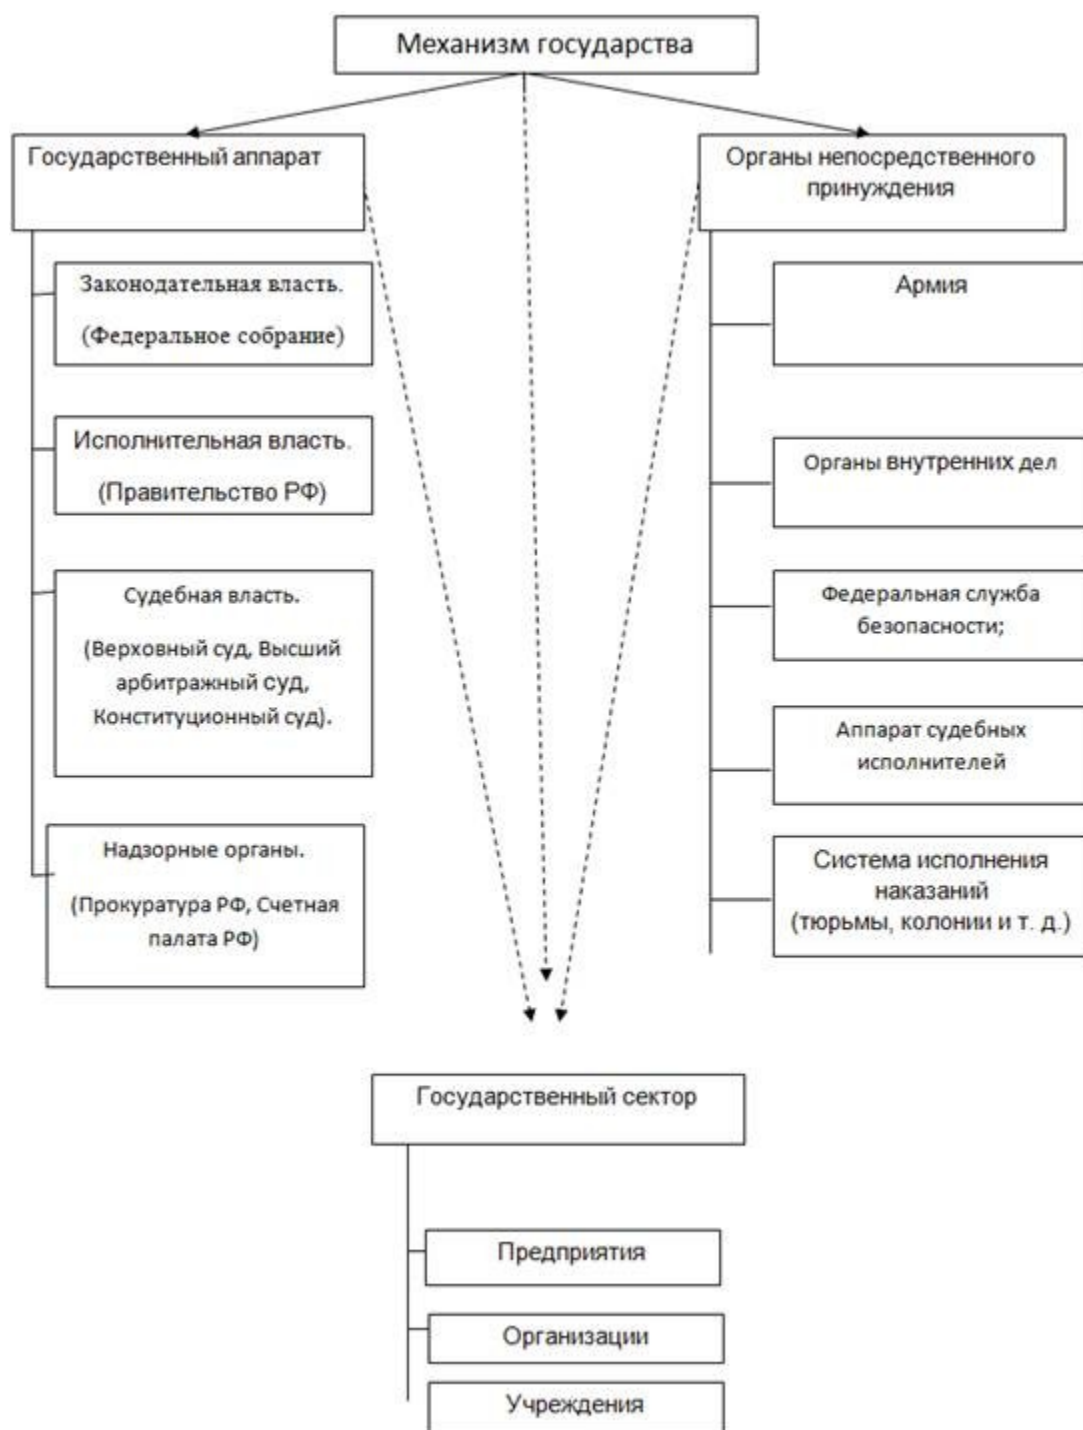 Механизм государства
Государственный аппарат
Законодательная власть.
(Федеральное собрание)
Исполнительная власть.
(Правительство РФ)
Судебная власть.
(Верховный суд, Высший
арбитражный суд,
Конституционный суд).
Надзорные органы.
(Прокуратура РФ, Счетная
палата РФ)
Органы непосредственного
принуждения
Армия
Органы внутренних дел
Федеральная служба
безопасности;
Аппарат судебных
исполнителей
Система исполнения
наказаний
(тюрьмы, колонии и т. д.)
Государственный сектор
Предприятия
Организации
Учреждения